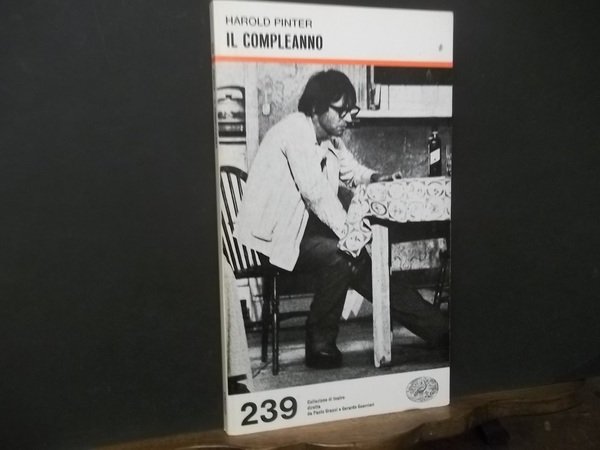 HAROLD PINTER
IL COMPLEANNO
239
Collezione di teatro
diretta
da Paolo Grassi e Gerardo Guerrieri